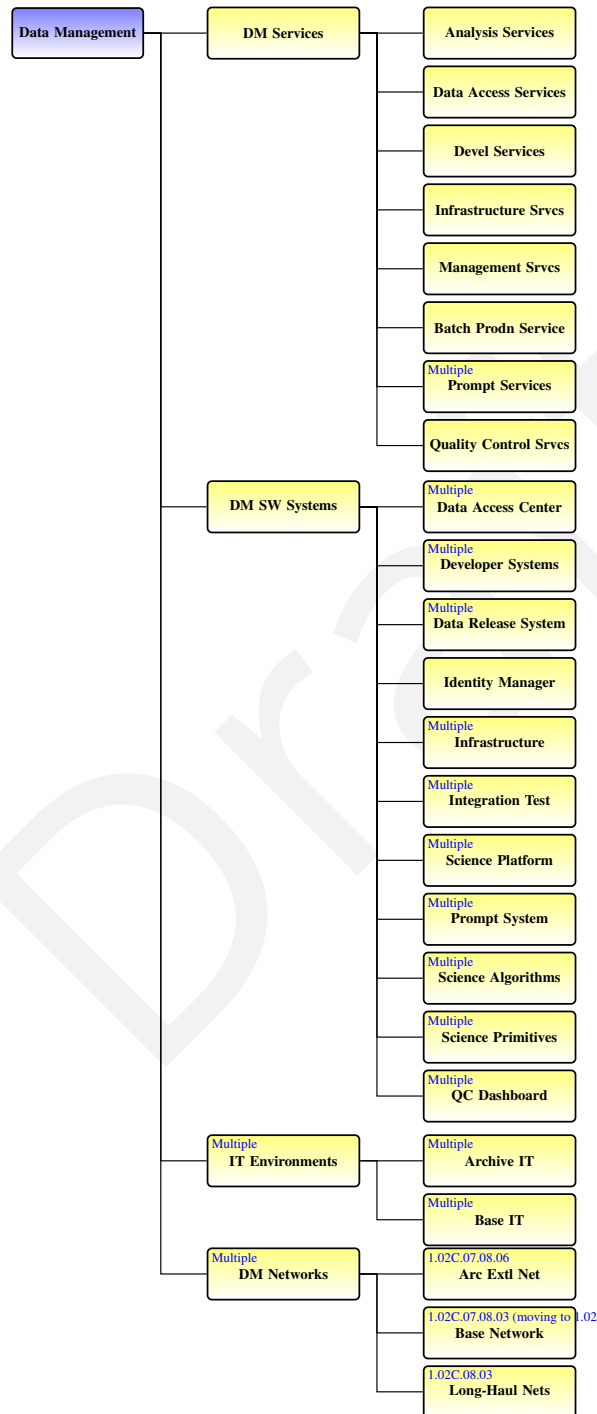 Data Management
DM Services
Analysis Services
Data Access Services
Devel Services
Infrastructure Srvcs
Management Srvcs
Batch Prodn Service
Multiple
Prompt Services
Quality Control Srvcs
DM SW Systems
Multiple
Data Access Center
Multiple
Developer Systems
Multiple
Data Release System
Identity Manager
Multiple
Infrastructure
Multiple
Integration Test
Multiple
Science Platform
Multiple
Prompt System
Multiple
Science Algorithms
Multiple
Science Primitives
Multiple
QC Dashboard
Multiple
IT Environments
Multiple
Archive IT
Multiple
Base IT
Multiple
DM Networks
1.02C.07.08.06
Arc Extl Net
1.02C.07.08.03 (moving to 1.02
Base Network
1.02C.08.03
Long-Haul Nets